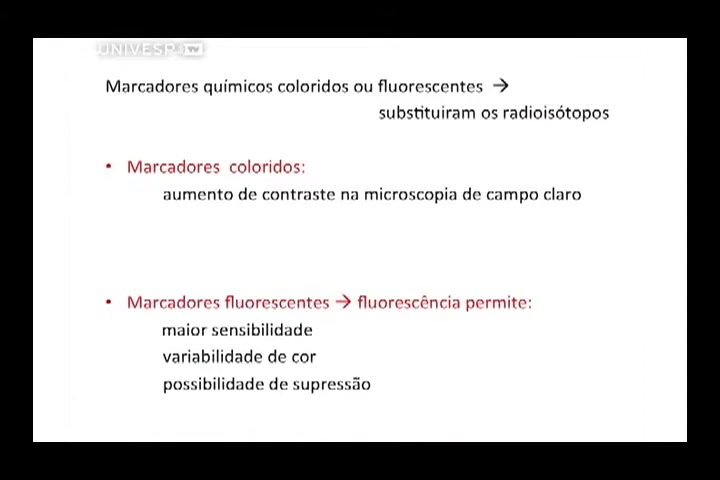 UNIVESP tv
Marcadores químicos coloridos ou fluorescentes →
substituiram os radioisótopos
• Marcadores coloridos:
aumento de contraste na microscopia de campo claro
• Marcadores fluorescentes → fluorescência permite:
maior sensibilidade
variabilidade de cor
possibilidade de supressão